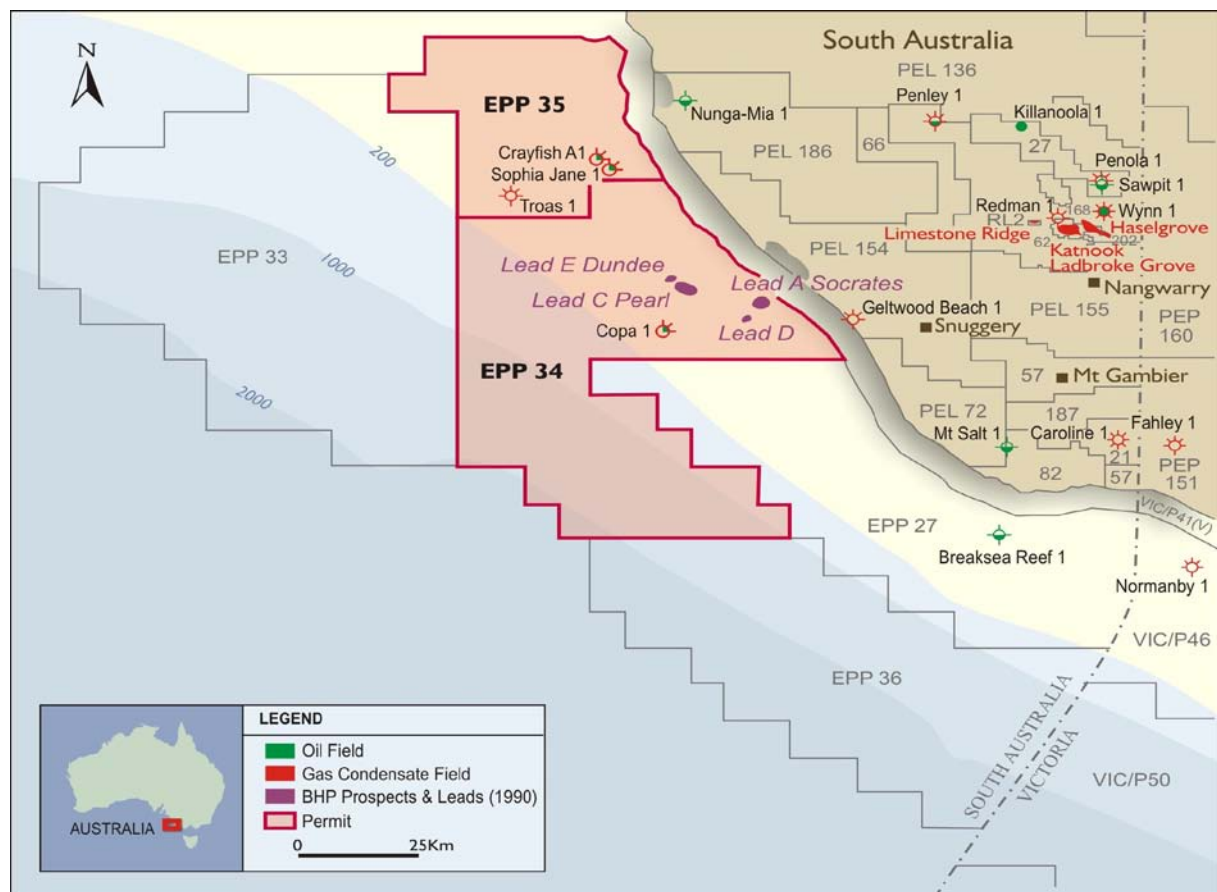 South Australia
N
PEL 136
EPP 35
Penley 1
Killanoola 1
Nunga-Mia 1
200
Crayfish A1
66
27
PEL 186
Penola 1
Sophia Jane 1
Sawpit 1
Troas 1
Redman 1
168
Wynn 1
RL2
Limestone Ridge
Haselgrove
62
202
Katnook
PEL 154
EPP 33
1000
Lead E Dundee
Ladbroke Grove
Lead A Socrates
Nangwarry
Lead C Pearl
Geltwood Beach 1
PEL 155
PEP
160
Copa 1
Lead D
Snuggery
EPP 34
57
Mt Gambier
2000
PEL 72
187
Fahley 1
Mt Salt 1
Caroline 1
21
PEP
151
82
57
VIC/P41(V)
EPP 27
Breaksea Reef 1
Normanby 1
VIC/P46
EPP 36
SOUTH AUSTRALIA
VICTORIA
VIC/P50
LEGEND
Oil Field
Gas Condensate Field
BHP Prospects & Leads (1990)
Permit
0 25Km
AUSTRALIA